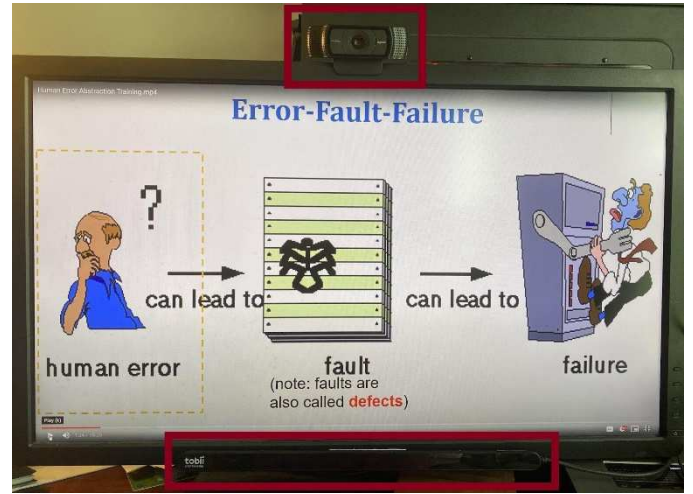 Human Error Abstraction Training.mp4
Error-Fault-Failure
?
can lead to
can lead to
human error
fault
failure
(note: faults are
also called defects)
Play (k)
tobii